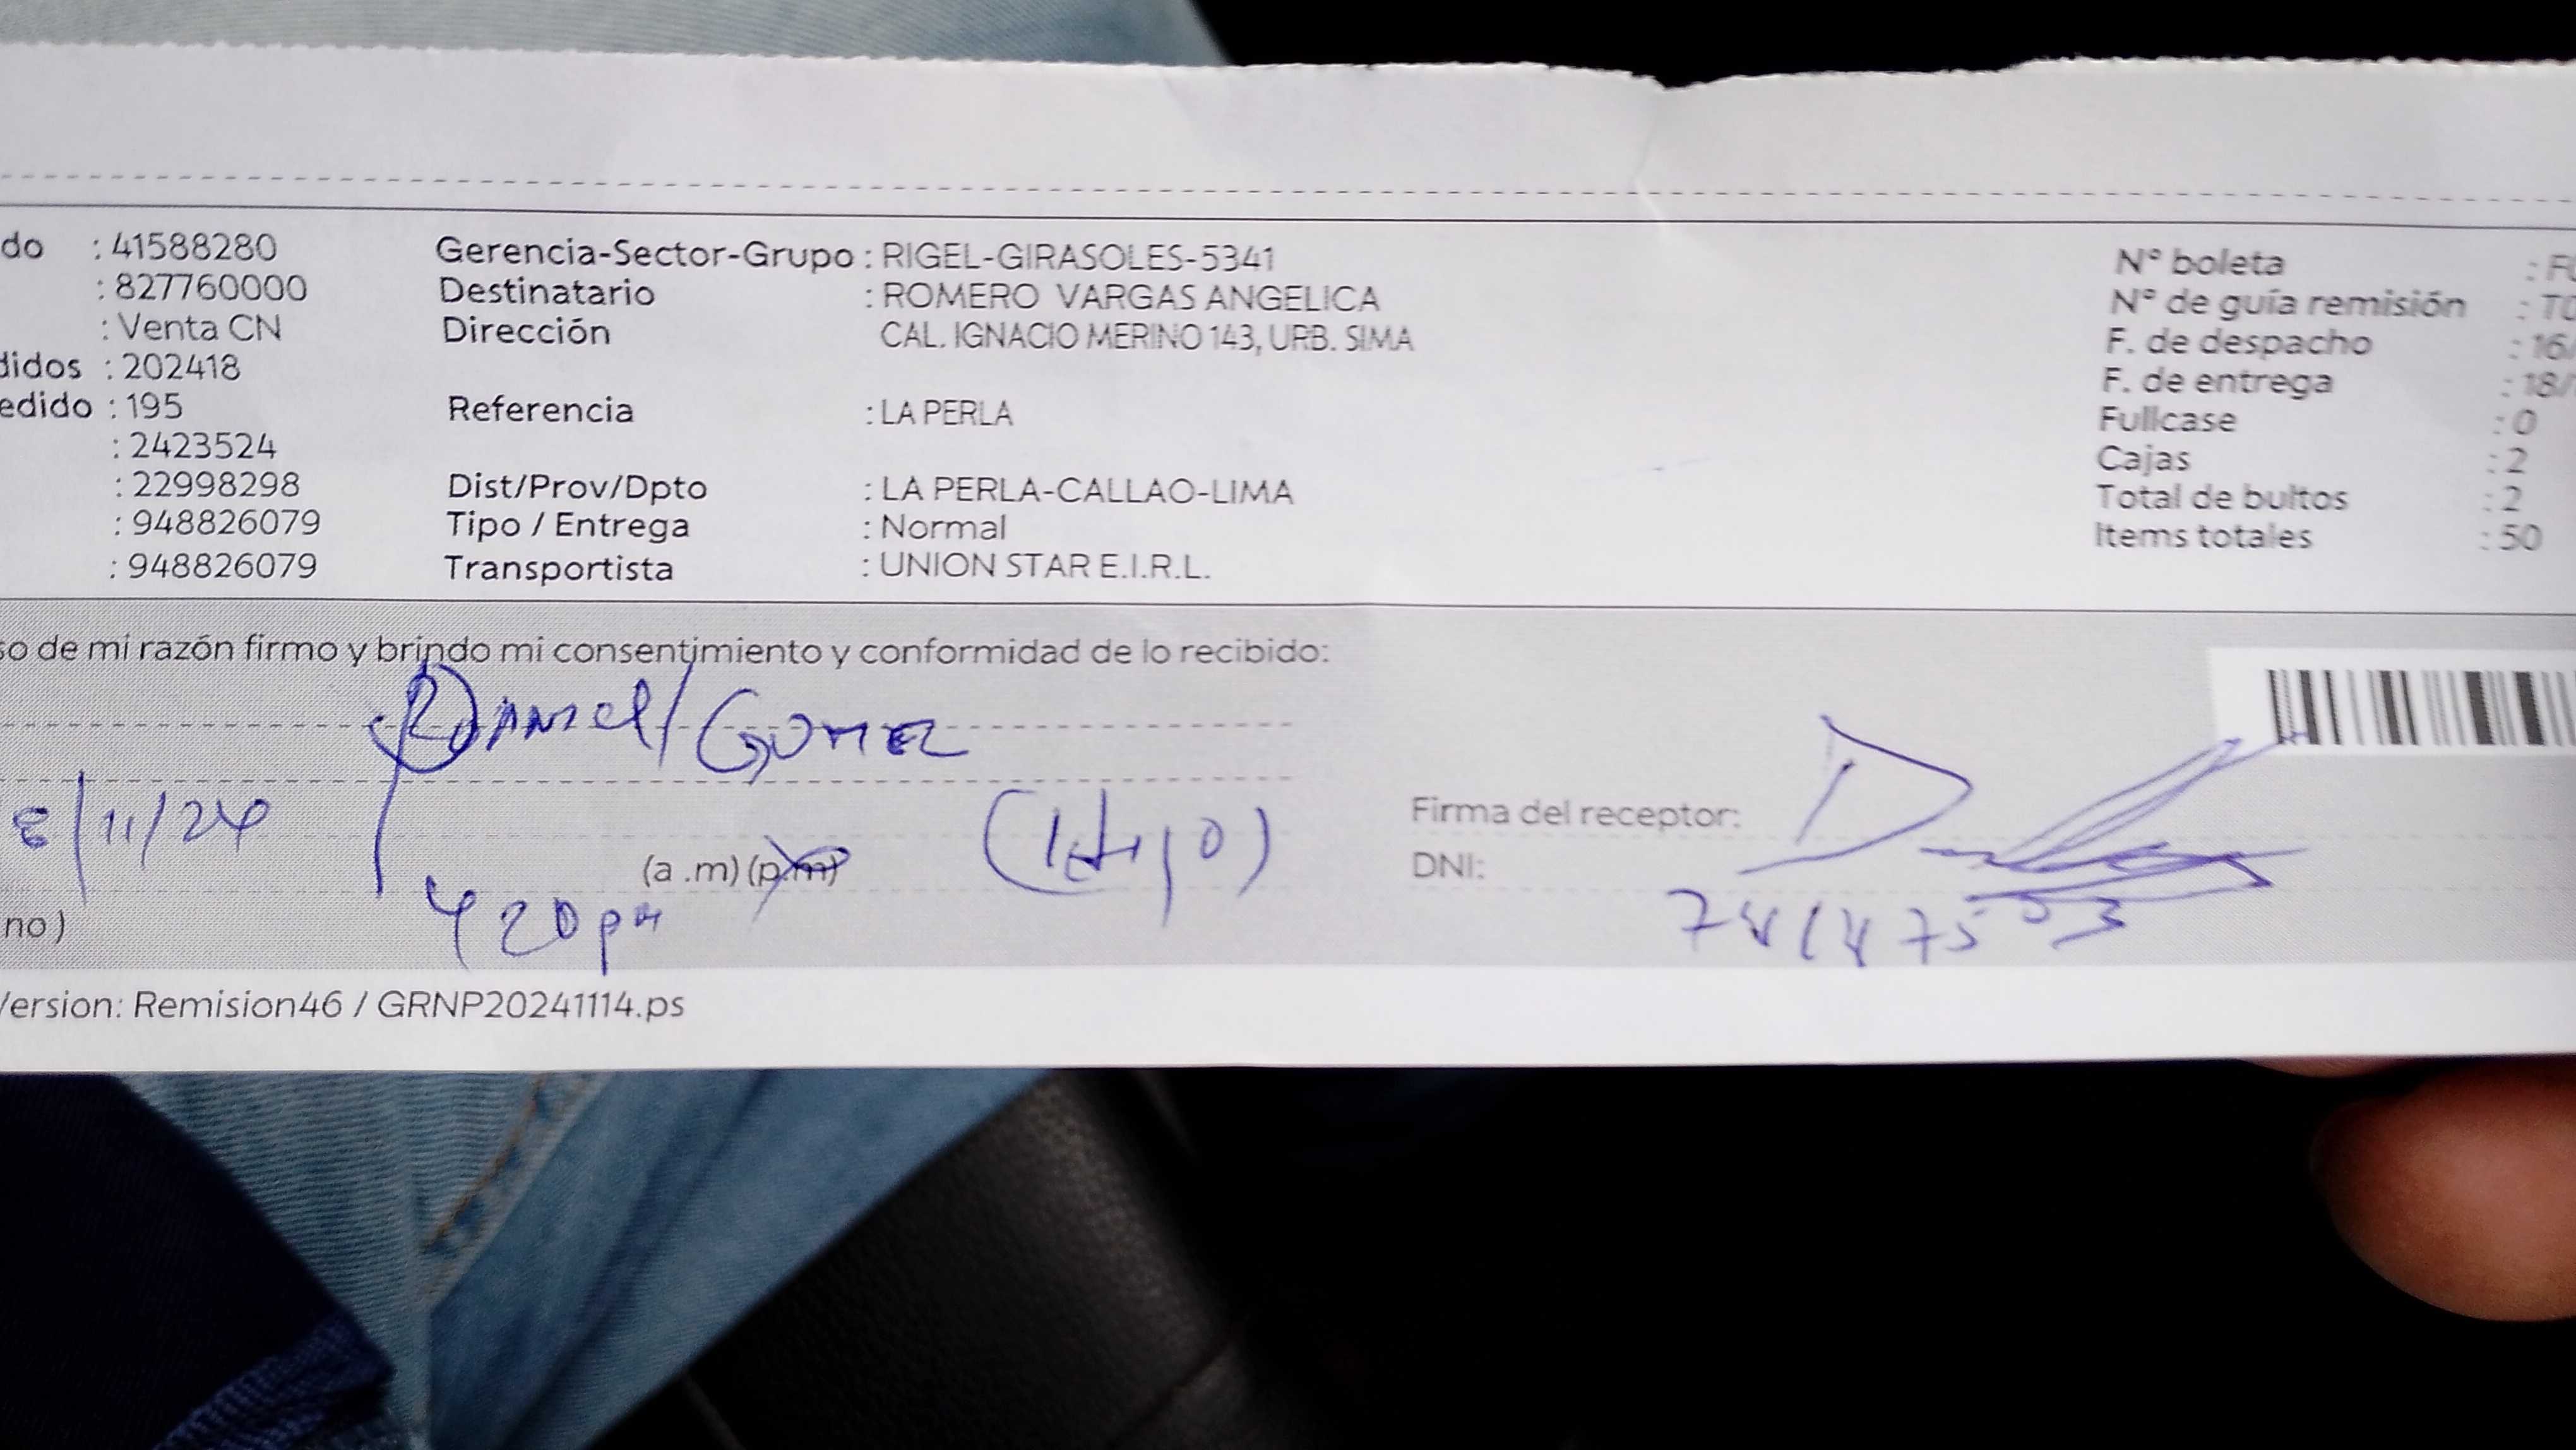 do : 41588280 Gerencia-Sector-Grupo : RIGEL-GIRASOLES-5341 N° boleta
: 827760000 Destinatario : ROMERO VARGAS ANGELICA N° de guía remisión
: Venta CN Dirección CAL. IGNACIO MERINO 143, URB. SIMA F. de despacho : 16/
didos : 202418 F. de entrega : 18/
edido : 195 Referencia : LA PERLA Fullcase : 0
: 2423524 Cajas : 2
: 22998298 Dist/Prov/Dpto : LA PERLA-CALLAO-LIMA Total de bultos : 2
: 948826079 Tipo / Entrega : Normal Items totales : 50
: 948826079 Transportista : UNION STAR E.I.R.L.
so de mi razón firmo y brindo mi consentimiento y conformidad de lo recibido:
Daniel Gomez
8/11/24 (Hijo) Firma del receptor:
(a .m) (p.m) DNI:
no) 4 20 pm
Version: Remision46 / GRNP20241114.ps